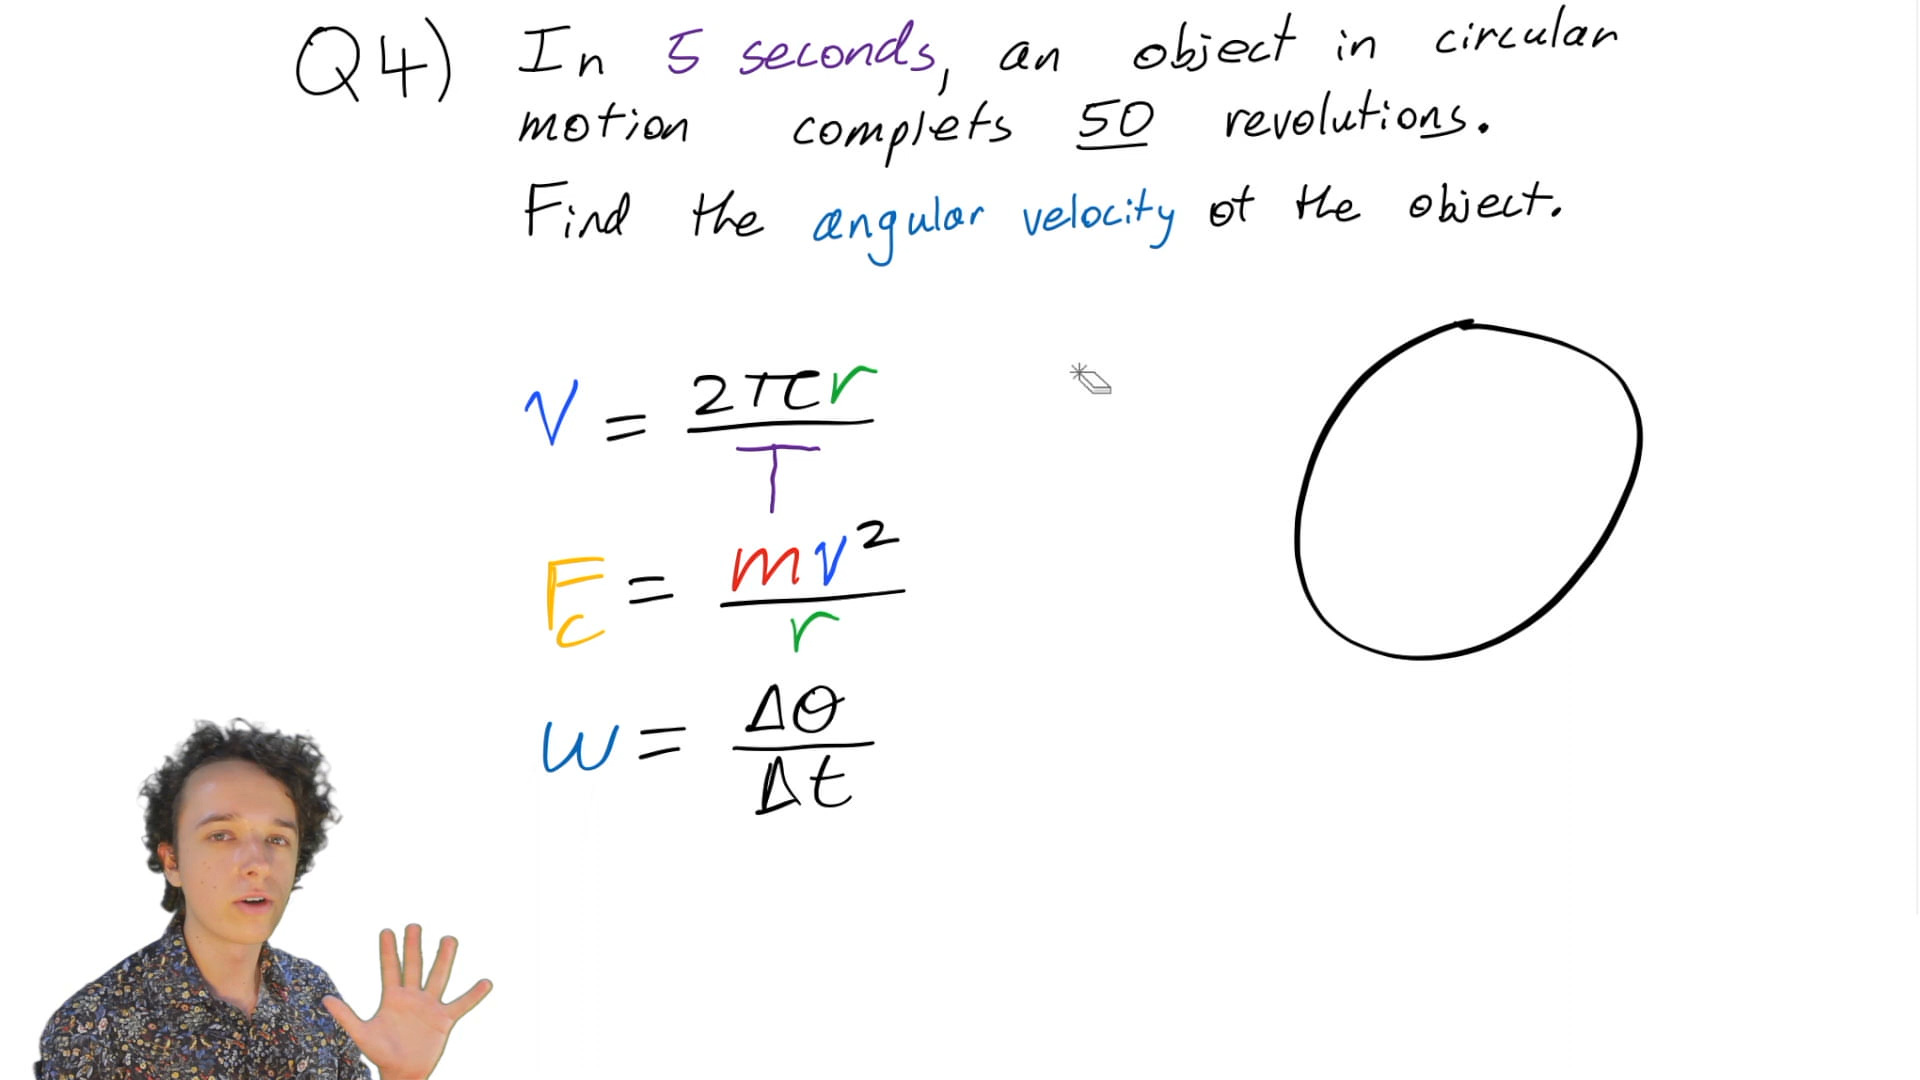 Q4) In 5 seconds, an object in circular
motion complets 50 revolutions.
Find the angular velocity of the object.
V = 2πr / T
Fc = mv² / r
ω = Δθ / Δt